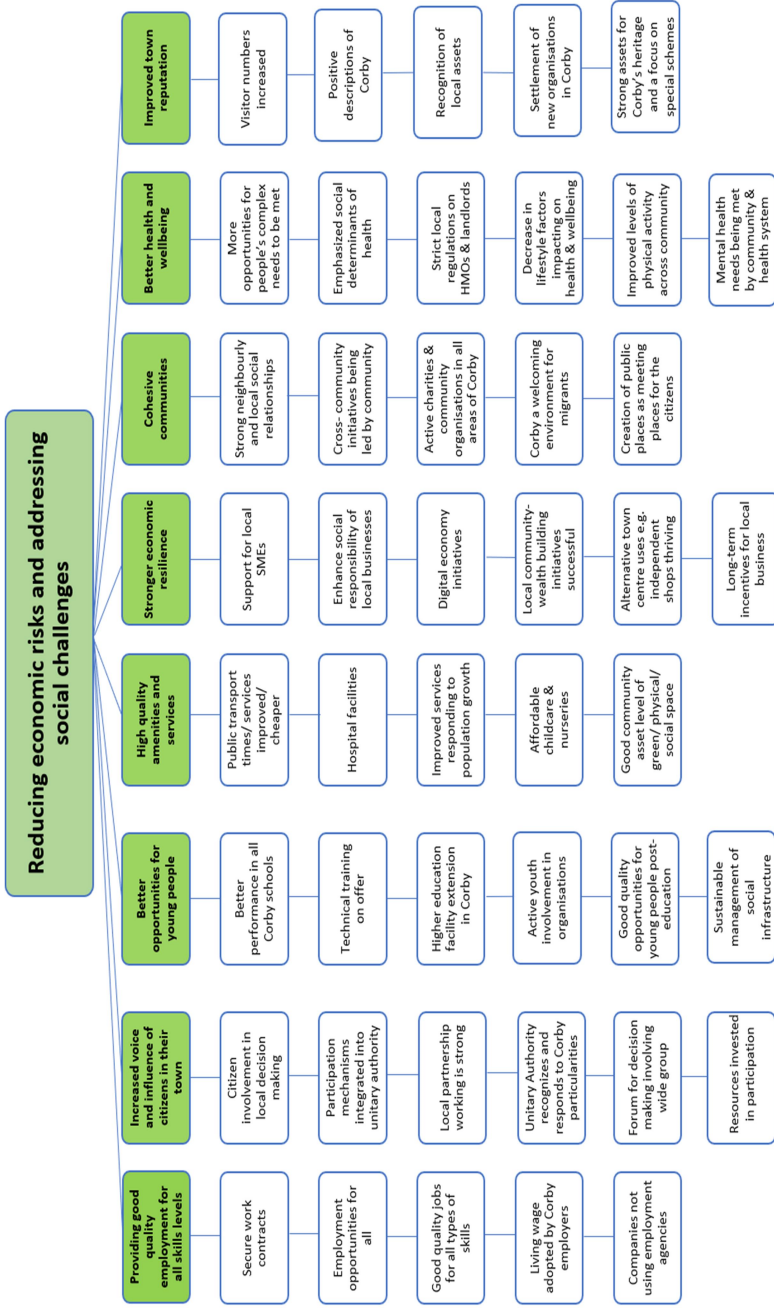 Reducing economic risks and addressing
social challenges
Providing good
quality
employment for
all skills levels
Secure work
contracts
Employment
opportunities for
all
Good quality jobs
for all types of
skills
Living wage
adopted by Corby
employers
Companies not
using employment
agencies
Increased voice
and influence of
citizens in their
town
Citizen
involvement in
local decision
making
Participation
mechanisms
integrated into
unitary authority
Local partnership
working is strong
Unitary Authority
recognizes and
responds to Corby
particularities
Forum for decision
making involving
wide group
Resources invested
in participation
Better
opportunities for
young people
Better
performance in all
Corby schools
Technical training
on offer
Higher education
facility extension
in Corby
Active youth
involvement in
organisations
Good quality
opportunities for
young people post-
education
Sustainable
management of
social
infrastructure
High quality
amenities and
services
Public transport
times/ services
improved/
cheaper
Hospital facilities
Improved services
responding to
population growth
Affordable
childcare &
nurseries
Good community
asset level of
green/ physical/
social space
Stronger economic
resilience
Support for local
SMEs
Enhance social
responsibility of
local businesses
Digital economy
initiatives
Local community-
wealth building
initiatives
successful
Alternative town
centre uses e.g.
independent
shops thriving
Long-term
incentives for local
business
Cohesive
communities
Strong neighbourly
and local social
relationships
Cross- community
initiatives being
led by community
Active charities &
community
organisations in all
areas of Corby
Corby a welcoming
environment for
migrants
Creation of public
places as meeting
places for the
citizens
Better health and
wellbeing
More
opportunities for
people's complex
needs to be met
Emphasized social
determinants of
health
Strict local
regulations on
HMOs & landlords
Decrease in
lifestyle factors
impacting on
health & wellbeing
Improved levels of
physical activity
across community
Mental health
needs being met
by community &
health system
Improved town
reputation
Visitor numbers
increased
Positive
descriptions of
Corby
Recognition of
local assets
Settlement of
new organisations
in Corby
Strong assets for
Corby's heritage
and a focus on
special schemes